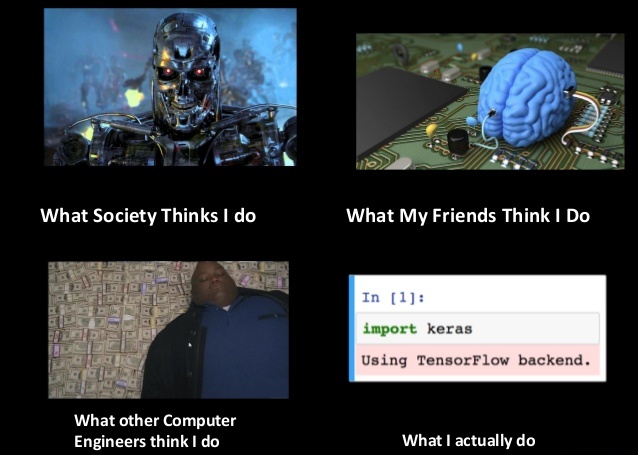 What Society Thinks I do
What My Friends Think I Do
In [1]:
import keras
Using TensorFlow backend.
What other Computer
Engineers think I do
What I actually do